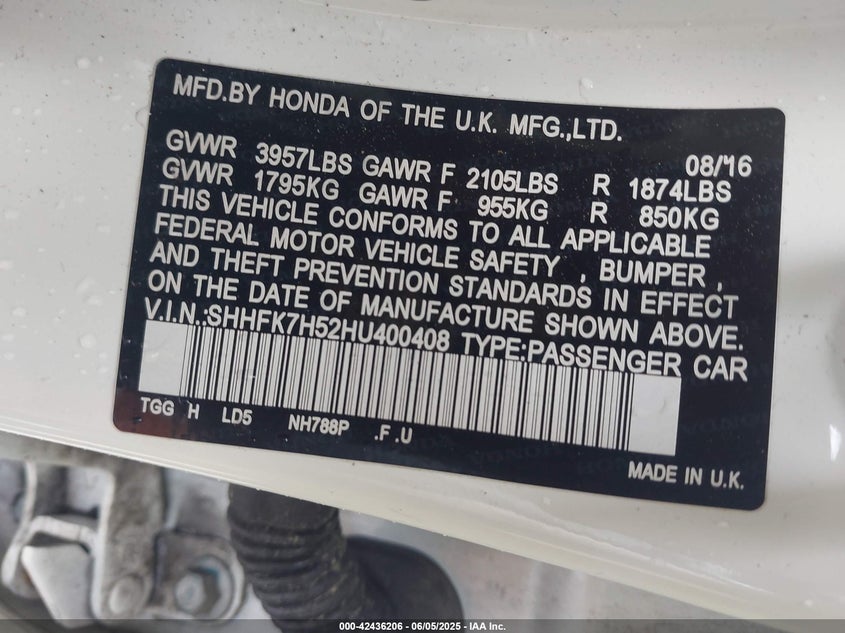 MFD.BY HONDA OF THE U.K. MFG.,LTD.
08/16
GVWR 3957LBS GAWR F 2105LBS R 1874LBS
GVWR 1795KG GAWR F 955KG R 850KG
THIS VEHICLE CONFORMS TO ALL APPLICABLE
FEDERAL MOTOR VEHICLE SAFETY , BUMPER ,
AND THEFT PREVENTION STANDARDS IN EFFECT
ON THE DATE OF MANUFACTURE SHOWN ABOVE.
V.I.N.:SHHFK7H52HU400408 TYPE:PASSENGER CAR
TGG H LD5 NH788P .F .U
MADE IN U.K.
000-42436206 - 06/05/2025 - IAA Inc.